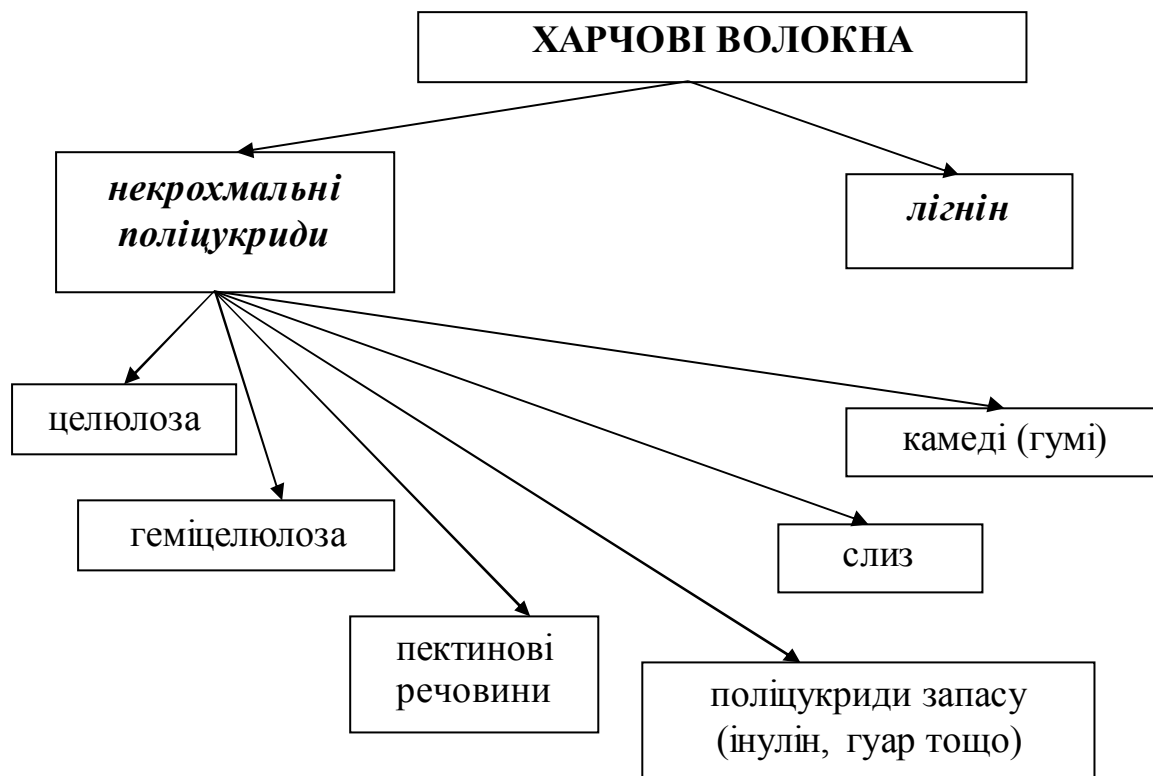 ХАРЧОВІ ВОЛОКНА
некрохмальні
поліцукриди
лігнін
целюлоза
камеді (гумі)
геміцелюлоза
слиз
пектинові
речовини
поліцукриди запасу
(інулін, гуар тощо)